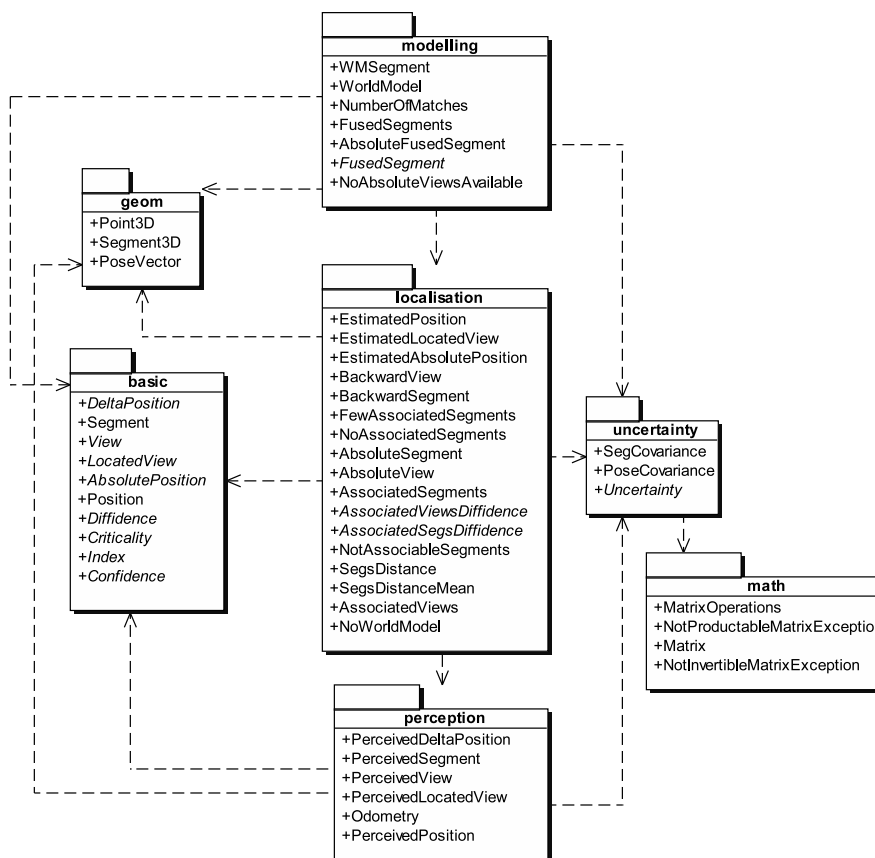 modelling
+WMSegment
+WorldModel
+NumberOfMatches
+FusedSegments
+AbsoluteFusedSegment
+FusedSegment
+NoAbsoluteViewsAvailable
geom
+Point3D
+Segment3D
+PoseVector
localisation
+EstimatedPosition
+EstimatedLocatedView
+EstimatedAbsolutePosition
+BackwardView
+BackwardSegment
+FewAssociatedSegments
+NoAssociatedSegments
+AbsoluteSegment
+AbsoluteView
+AssociatedSegments
+AssociatedViewsDiffidence
+AssociatedSegsDiffidence
+NotAssociableSegments
+SegsDistance
+SegsDistanceMean
+AssociatedViews
+NoWorldModel
basic
+DeltaPosition
+Segment
+View
+LocatedView
+AbsolutePosition
+Position
+Diffidence
+Criticality
+Index
+Confidence
uncertainty
+SegCovariance
+PoseCovariance
+Uncertainty
math
+MatrixOperations
+NotProductableMatrixExceptio
+Matrix
+NotInvertibleMatrixException
perception
+PerceivedDeltaPosition
+PerceivedSegment
+PerceivedView
+PerceivedLocatedView
+Odometry
+PerceivedPosition